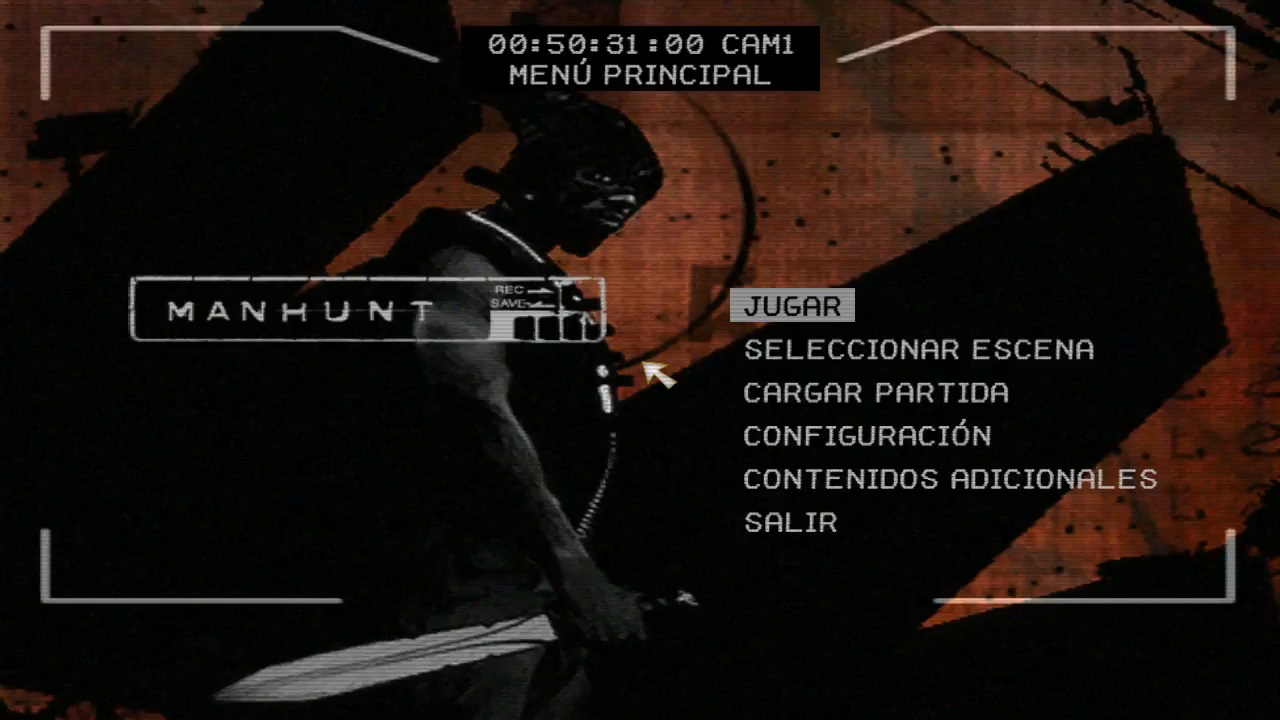 00:50:31:00 CAM1
MENÚ PRINCIPAL
MANHUNT
REC
SAVE
JUGAR
SELECCIONAR ESCENA
CARGAR PARTIDA
CONFIGURACIÓN
CONTENIDOS ADICIONALES
SALIR